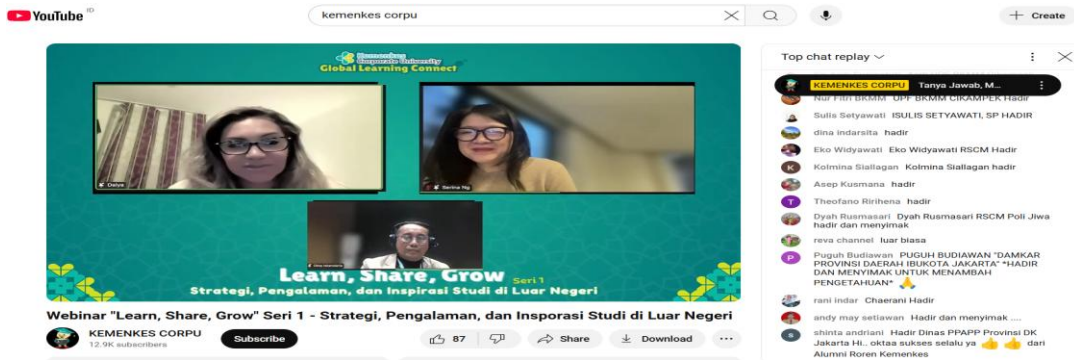 YouTube ID
kemenkes corpu
Create
Kemenkes
Corporate University
Global Learning Connect
Daiya
Serina Ng
Learn, Share, Grow Seri 1
Strategi, Pengalaman, dan Inspirasi Studi di Luar Negeri
Webinar "Learn, Share, Grow" Seri 1 - Strategi, Pengalaman, dan Insporasi Studi di Luar Negeri
KEMENKES CORPU
12.9K subscribers
Subscribe
87
Share
Download
Top chat replay
KEMENKES CORPU Tanya Jawab, M...
Nur Fitri BKMM UPF BKMM CIKAMPEK Hadir
Sulis Setyawati ISULIS SETYAWATI, SP HADIR
dina indarsita hadir
Eko Widyawati Eko Widyawati RSCM Hadir
K Kolmina Siallagan Kolmina Siallagan hadir
Asep Kusmana hadir
T Theofano Ririhena hadir
Dyah Rusmasari Dyah Rusmasari RSCM Poli Jiwa
hadir dan menyimak
reva channel luar biasa
P Puguh Budiawan PUGUH BUDIAWAN "DAMKAR
PROVINSI DAERAH IBUKOTA JAKARTA" *HADIR
DAN MENYIMAK UNTUK MENAMBAH
PENGETAHUAN* 🙏
rani indar Chaerani Hadir
andy may setiawan Hadir dan menyimak ....
shinta andriani Hadir Dinas PPAPP Provinsi DK
Jakarta Hi.. oktaa sukses selalu ya 👍 👍 dari
Alumni Roren Kemenkes